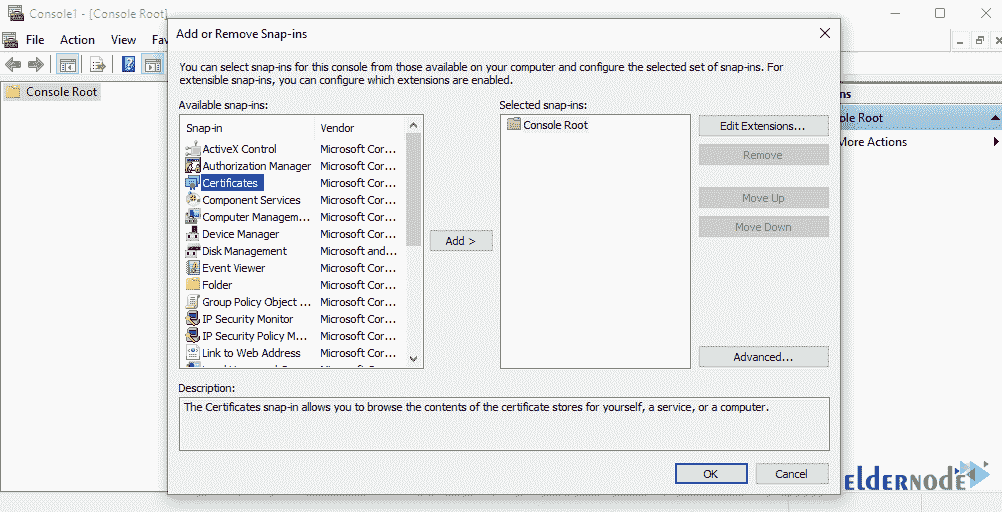 Console1 - [Console Root]
File Action View Fav
Console Root
Add or Remove Snap-ins
You can select snap-ins for this console from those available on your computer and configure the selected set of snap-ins. For
extensible snap-ins, you can configure which extensions are enabled.
Available snap-ins:
Snap-in Vendor
ActiveX Control Microsoft Cor...
Authorization Manager Microsoft Cor...
Certificates Microsoft Cor...
Component Services Microsoft Cor...
Computer Managem... Microsoft Cor...
Device Manager Microsoft Cor...
Disk Management Microsoft and...
Event Viewer Microsoft Cor...
Folder Microsoft Cor...
Group Policy Object ... Microsoft Cor...
IP Security Monitor Microsoft Cor...
IP Security Policy M... Microsoft Cor...
Link to Web Address Microsoft Cor...
Add >
Selected snap-ins:
Console Root
Edit Extensions...
Remove
Move Up
Move Down
Advanced...
Description:
The Certificates snap-in allows you to browse the contents of the certificate stores for yourself, a service, or a computer.
OK
Cancel
ns
ole Root
More Actions
eldernode